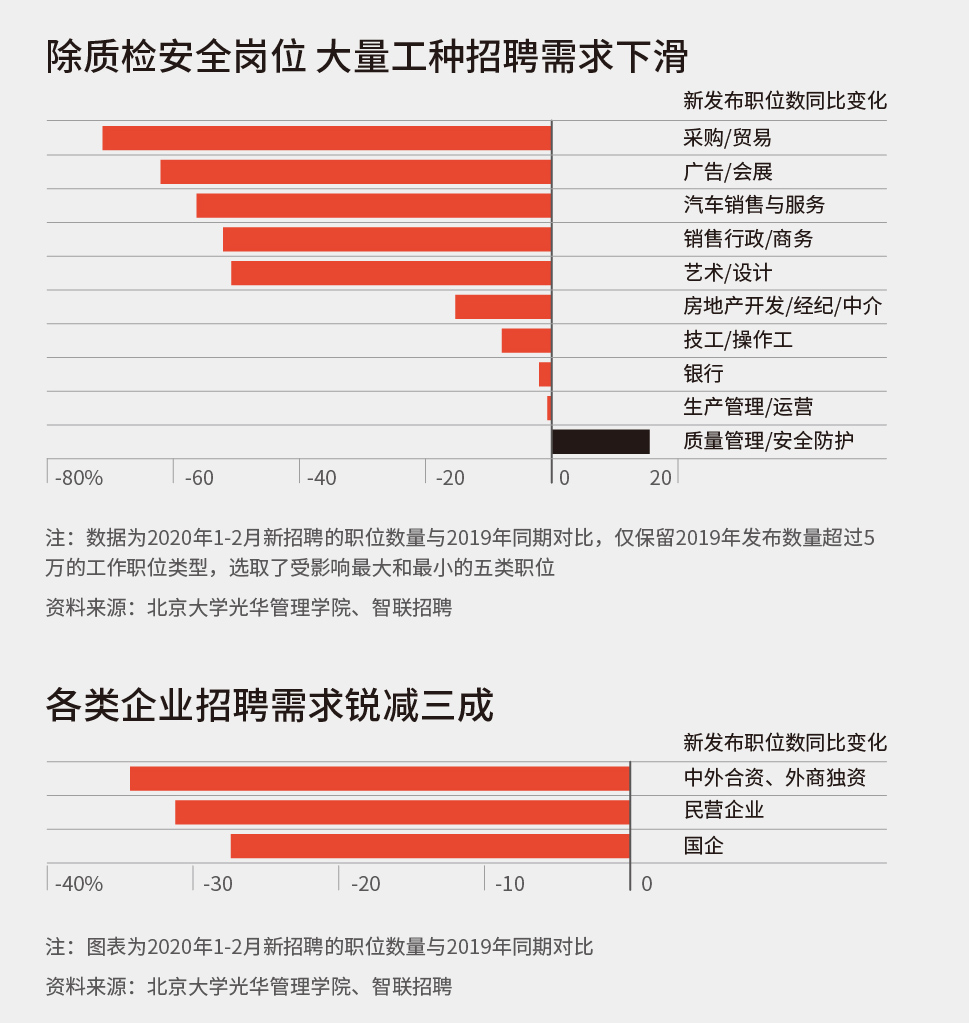 除质检安全岗位 大量工种招聘需求下滑
新发布职位数同比变化
采购/贸易
广告/会展
汽车销售与服务
销售行政/商务
艺术/设计
房地产开发/经纪/中介
技工/操作工
银行
生产管理/运营
质量管理/安全防护
-80% -60 -40 -20 0 20
注：数据为2020年1-2月新招聘的职位数量与2019年同期对比，仅保留2019年发布数量超过5
万的工作职位类型，选取了受影响最大和最小的五类职位
资料来源：北京大学光华管理学院、智联招聘
各类企业招聘需求锐减三成
新发布职位数同比变化
中外合资、外商独资
民营企业
国企
-40% -30 -20 -10 0
注：图表为2020年1-2月新招聘的职位数量与2019年同期对比
资料来源：北京大学光华管理学院、智联招聘